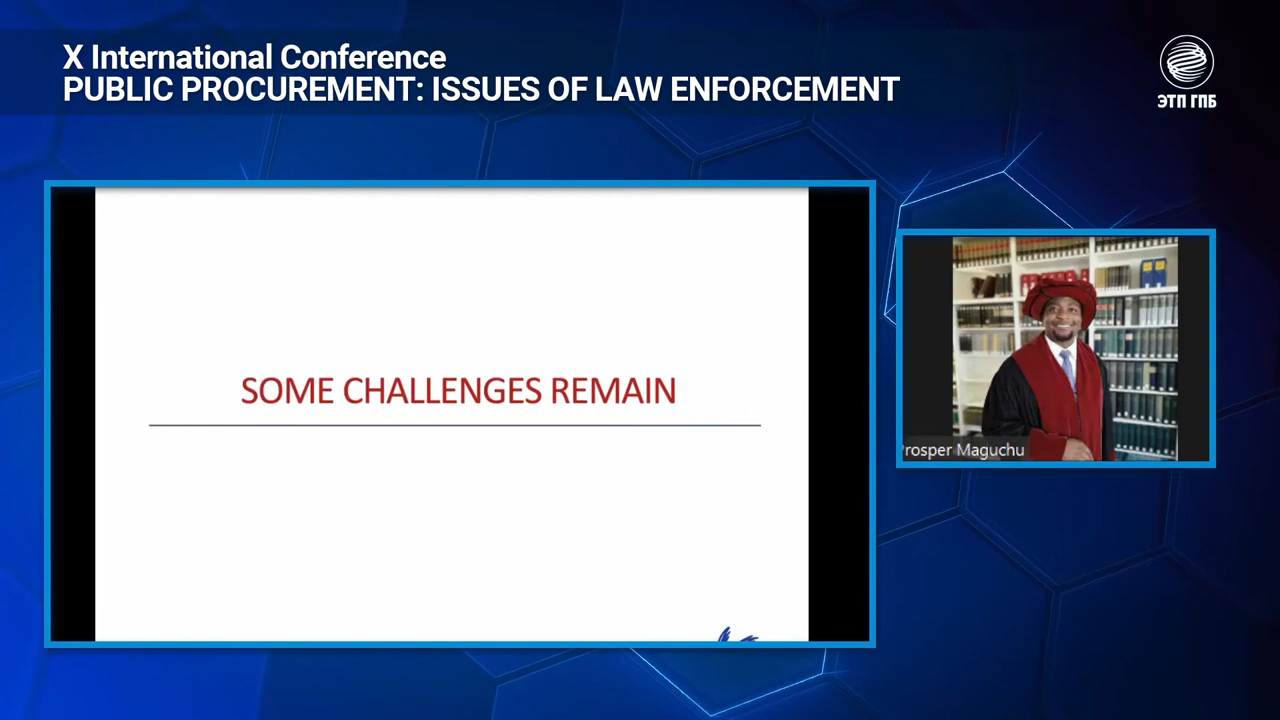 X International Conference
PUBLIC PROCUREMENT: ISSUES OF LAW ENFORCEMENT
ЭТП ГПБ
SOME CHALLENGES REMAIN
rosper Maguchu